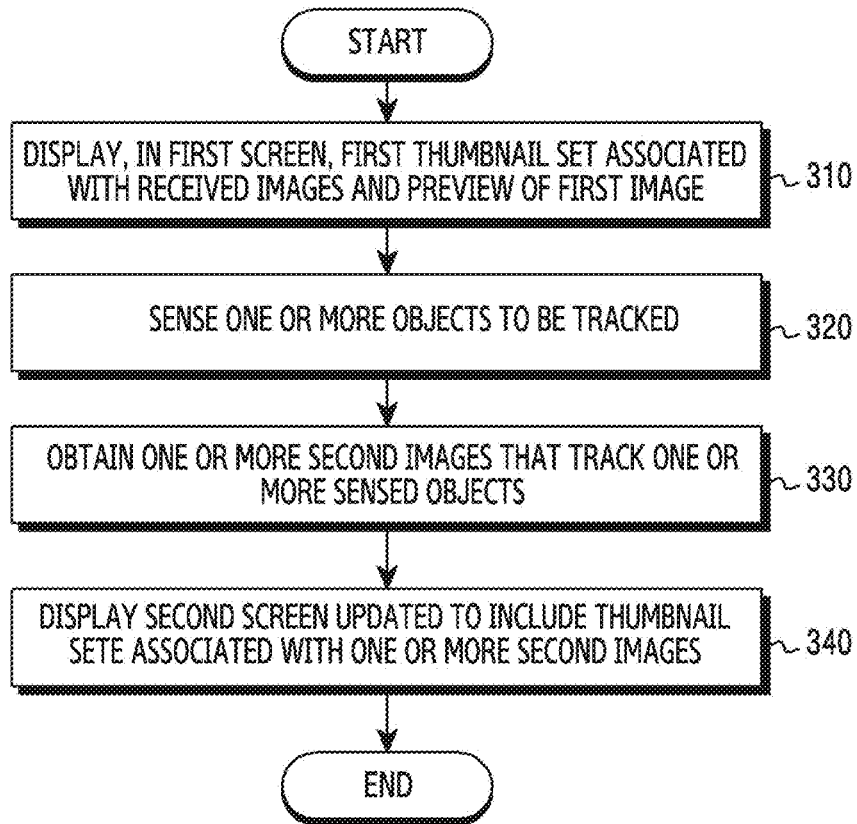 START
DISPLAY, IN FIRST SCREEN, FIRST THUMBNAIL SET ASSOCIATED
WITH RECEIVED IMAGES AND PREVIEW OF FIRST IMAGE
310
SENSE ONE OR MORE OBJECTS TO BE TRACKED
320
OBTAIN ONE OR MORE SECOND IMAGES THAT TRACK ONE OR
MORE SENSED OBJECTS
330
DISPLAY SECOND SCREEN UPDATED TO INCLUDE THUMBNAIL
SETE ASSOCIATED WITH ONE OR MORE SECOND IMAGES
340
END